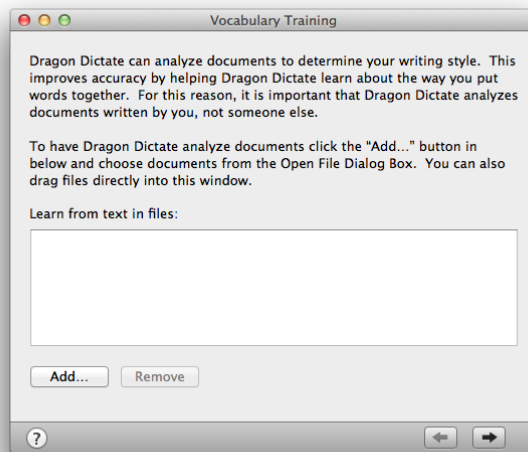 Vocabulary Training
Dragon Dictate can analyze documents to determine your writing style.  This
improves accuracy by helping Dragon Dictate learn about the way you put
words together.  For this reason, it is important that Dragon Dictate analyzes
documents written by you, not someone else.
To have Dragon Dictate analyze documents click the “Add...” button in
below and choose documents from the Open File Dialog Box.  You can also
drag files directly into this window.
Learn from text in files:
Add...
Remove
?